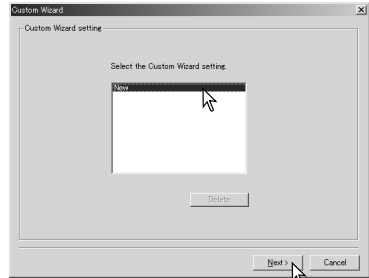 Custom Wizard
Custom Wizard setting
Select the Custom Wizard setting.
New
Delete
Next >
Cancel